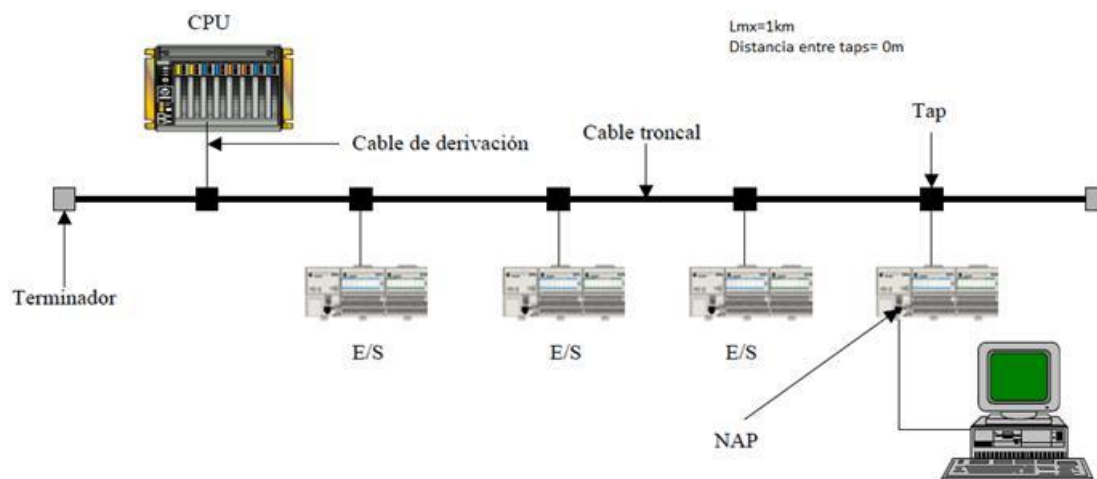 CPU
Lmx=1km
Distancia entre taps= 0m
Tap
Cable troncal
Cable de derivación
Terminador
E/S
E/S
E/S
NAP